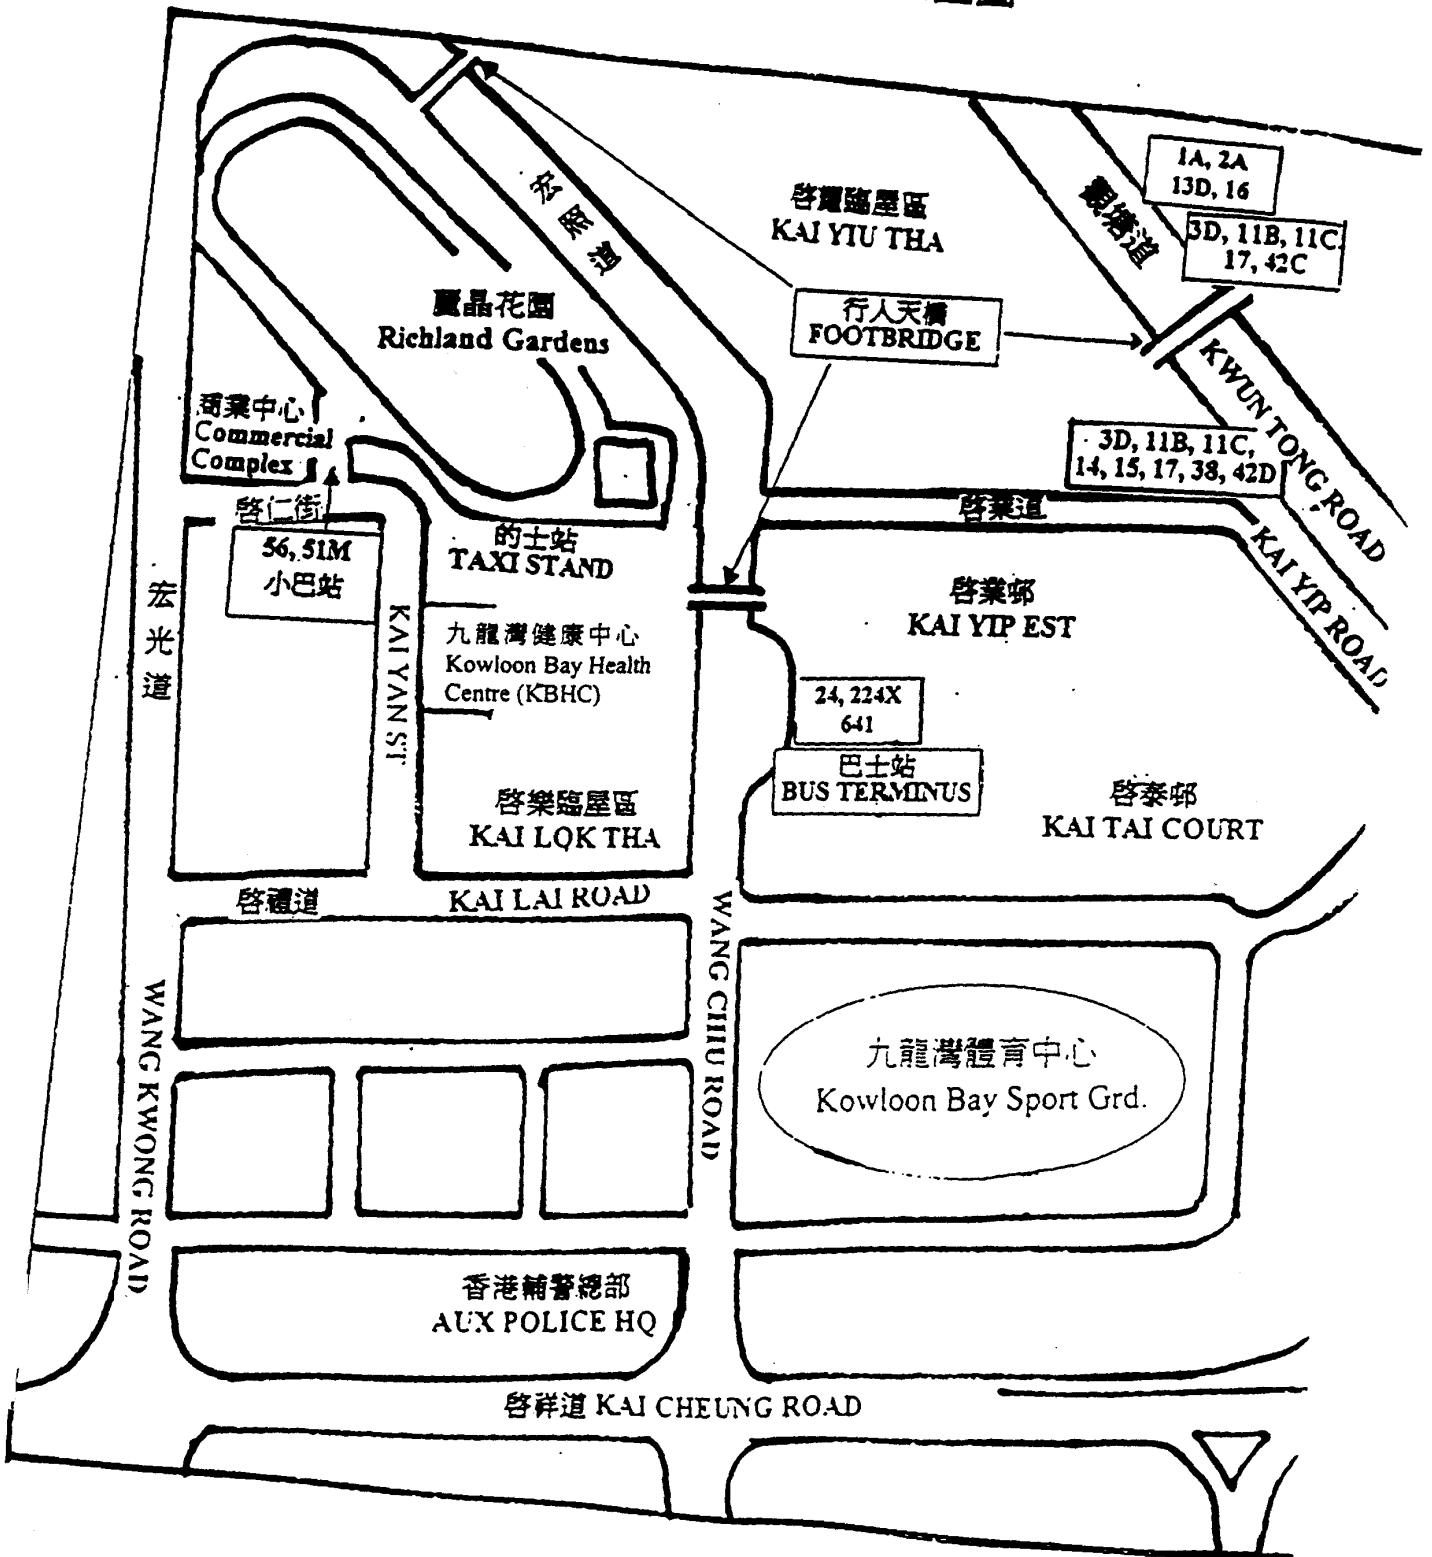 1A, 2A
13D, 16
3D, 11B, 11C,
17, 42C
觀塘道
宏照道
啓耀臨屋區
KAI YIU THA
行人天橋
FOOTBRIDGE
麗晶花園
Richland Gardens
KWUN TONG ROAD
商業中心
Commercial
Complex
3D, 11B, 11C,
14, 15, 17, 38, 42D
啓仁街
啓業道
56, 51M
小巴站
的士站
TAXI STAND
KAI YIP ROAD
宏光道
KAI YAN ST
九龍灣健康中心
Kowloon Bay Health
Centre (KBHC)
啓業邨
KAI YIP EST
24, 224X
641
巴士站
BUS TERMINUS
啓樂臨屋區
KAI LOK THA
啓泰邨
KAI TAI COURT
啓禮道
KAI LAI ROAD
WANG CHIU ROAD
WANG KWONG ROAD
九龍灣體育中心
Kowloon Bay Sport Grd.
香港輔警總部
AUX POLICE HQ
啓祥道 KAI CHEUNG ROAD